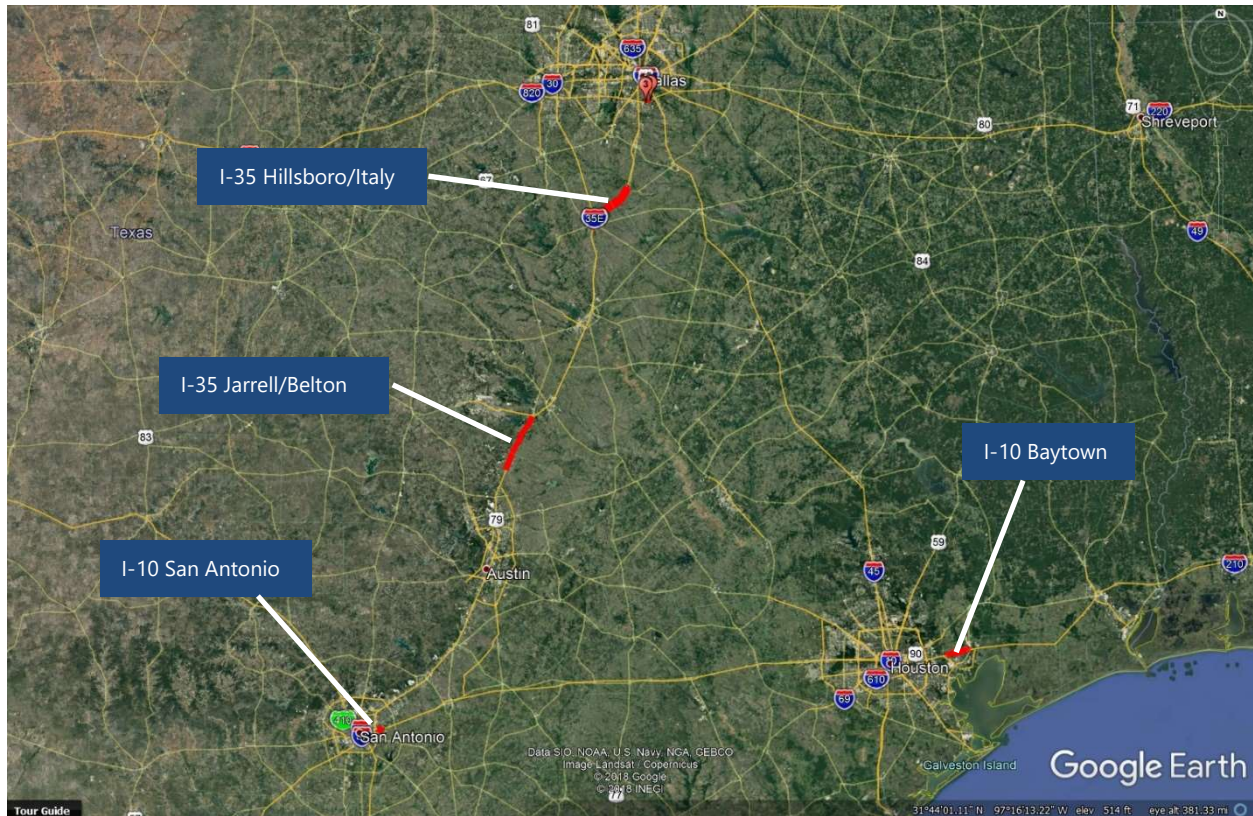 N
81
635
Dallas
30
820
3
80
71
220
Shreveport
I-35 Hillsboro/Italy
67
35E
Texas
49
84
I-35 Jarrell/Belton
83
I-10 Baytown
79
59
I-10 San Antonio
Austin
45
210
90
Houston
610
69
410
San Antonio
Data SIO, NOAA, U.S. Navy, NGA, GEBCO
Image Landsat / Copernicus
© 2018 Google
© 2018 INEGI
Galveston Island
Google Earth
77
Tour Guide
31°44'01.11" N 97°16'13.22" W elev 514 ft eye alt 381.33 mi